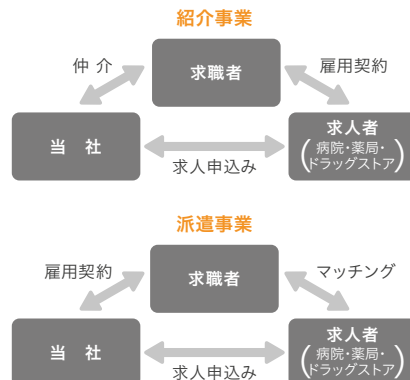 紹介事業
仲 介
求職者
雇用契約
当 社
求人申込み
求人者
(病院・薬局・
ドラッグストア)
派遣事業
雇用契約
求職者
マッチング
当 社
求人申込み
求人者
(病院・薬局・
ドラッグストア)